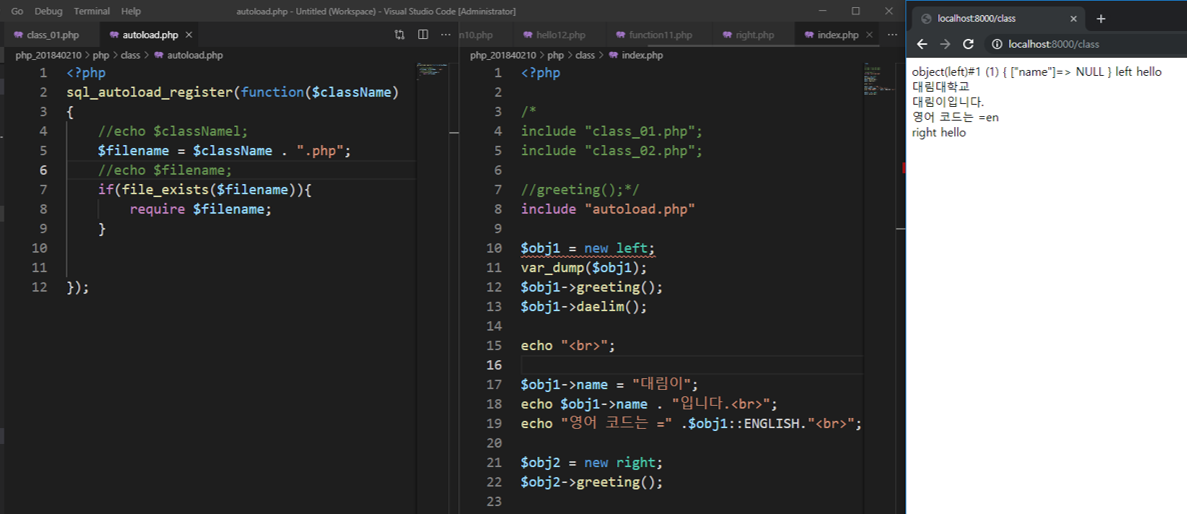 Go Debug Terminal Help autoload.php - Untitled (Workspace) - Visual Studio Code [Administrator]
class_01.php autoload.php
php_201840210 > php > class > autoload.php
1 <?php
2 sql_autoload_register(function($className)
3 {
4 //echo $classNamel;
5 $filename = $className . ".php";
6 //echo $filename;
7 if(file_exists($filename)){
8 require $filename;
9 }
10
11
12 });
n10.php hello12.php function11.php right.php index.php
php_201840210 > php > class > index.php
1 <?php
2
3 /*
4 include "class_01.php";
5 include "class_02.php";
6
7 //greeting();*/
8 include "autoload.php"
9
10 $obj1 = new left;
11 var_dump($obj1);
12 $obj1->greeting();
13 $obj1->daelim();
14
15 echo "<br>";
16
17 $obj1->name = "대림이";
18 echo $obj1->name . "입니다.<br>";
19 echo "영어 코드는 =" .$obj1::ENGLISH."<br>";
20
21 $obj2 = new right;
22 $obj2->greeting();
23
localhost:8000/class
localhost:8000/class
object(left)#1 (1) { ["name"]=> NULL } left hello
대림대학교
대림이입니다.
영어 코드는 =en
right hello